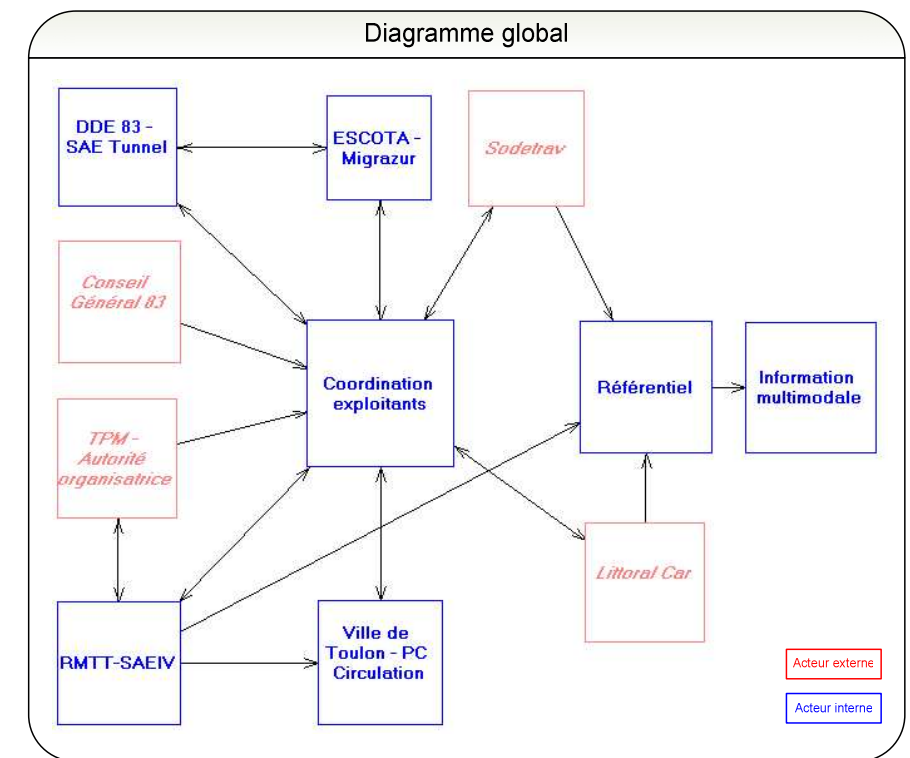 Diagramme global
DDE 83 -
SAE Tunnel
ESCOTA -
Migrazur
Sodetrav
Conseil
Général 83
Coordination
exploitants
Référentiel
Information
multimodale
TPM -
Autorité
organisatrice
Littoral Car
RMTT-SAEIV
Ville de
Toulon - PC
Circulation
Acteur externe
Acteur interne